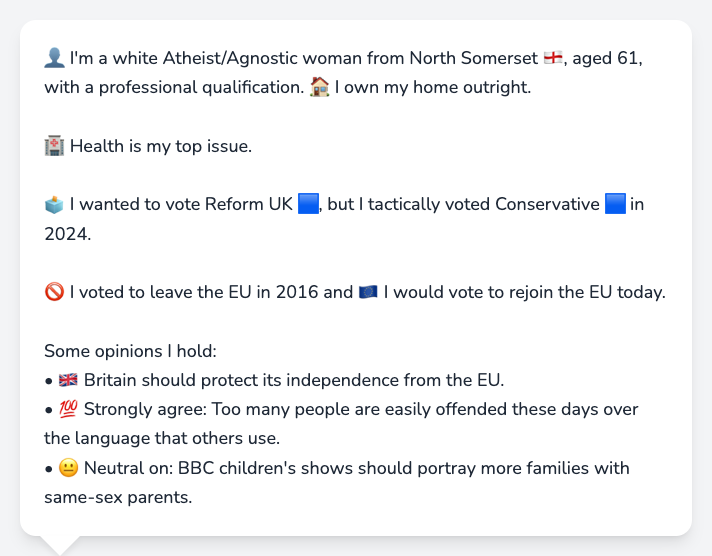 👤 I'm a white Atheist/Agnostic woman from North Somerset 🏴󠁧󠁢󠁥󠁮󠁧󠁿, aged 61,
with a professional qualification. 🏠 I own my home outright.
🏥 Health is my top issue.
🗳️ I wanted to vote Reform UK 🟦, but I tactically voted Conservative 🟦 in
2024.
🚫 I voted to leave the EU in 2016 and 🇪🇺 I would vote to rejoin the EU today.
Some opinions I hold:
• 🇬🇧 Britain should protect its independence from the EU.
• 💯 Strongly agree: Too many people are easily offended these days over
the language that others use.
• 😐 Neutral on: BBC children's shows should portray more families with
same-sex parents.